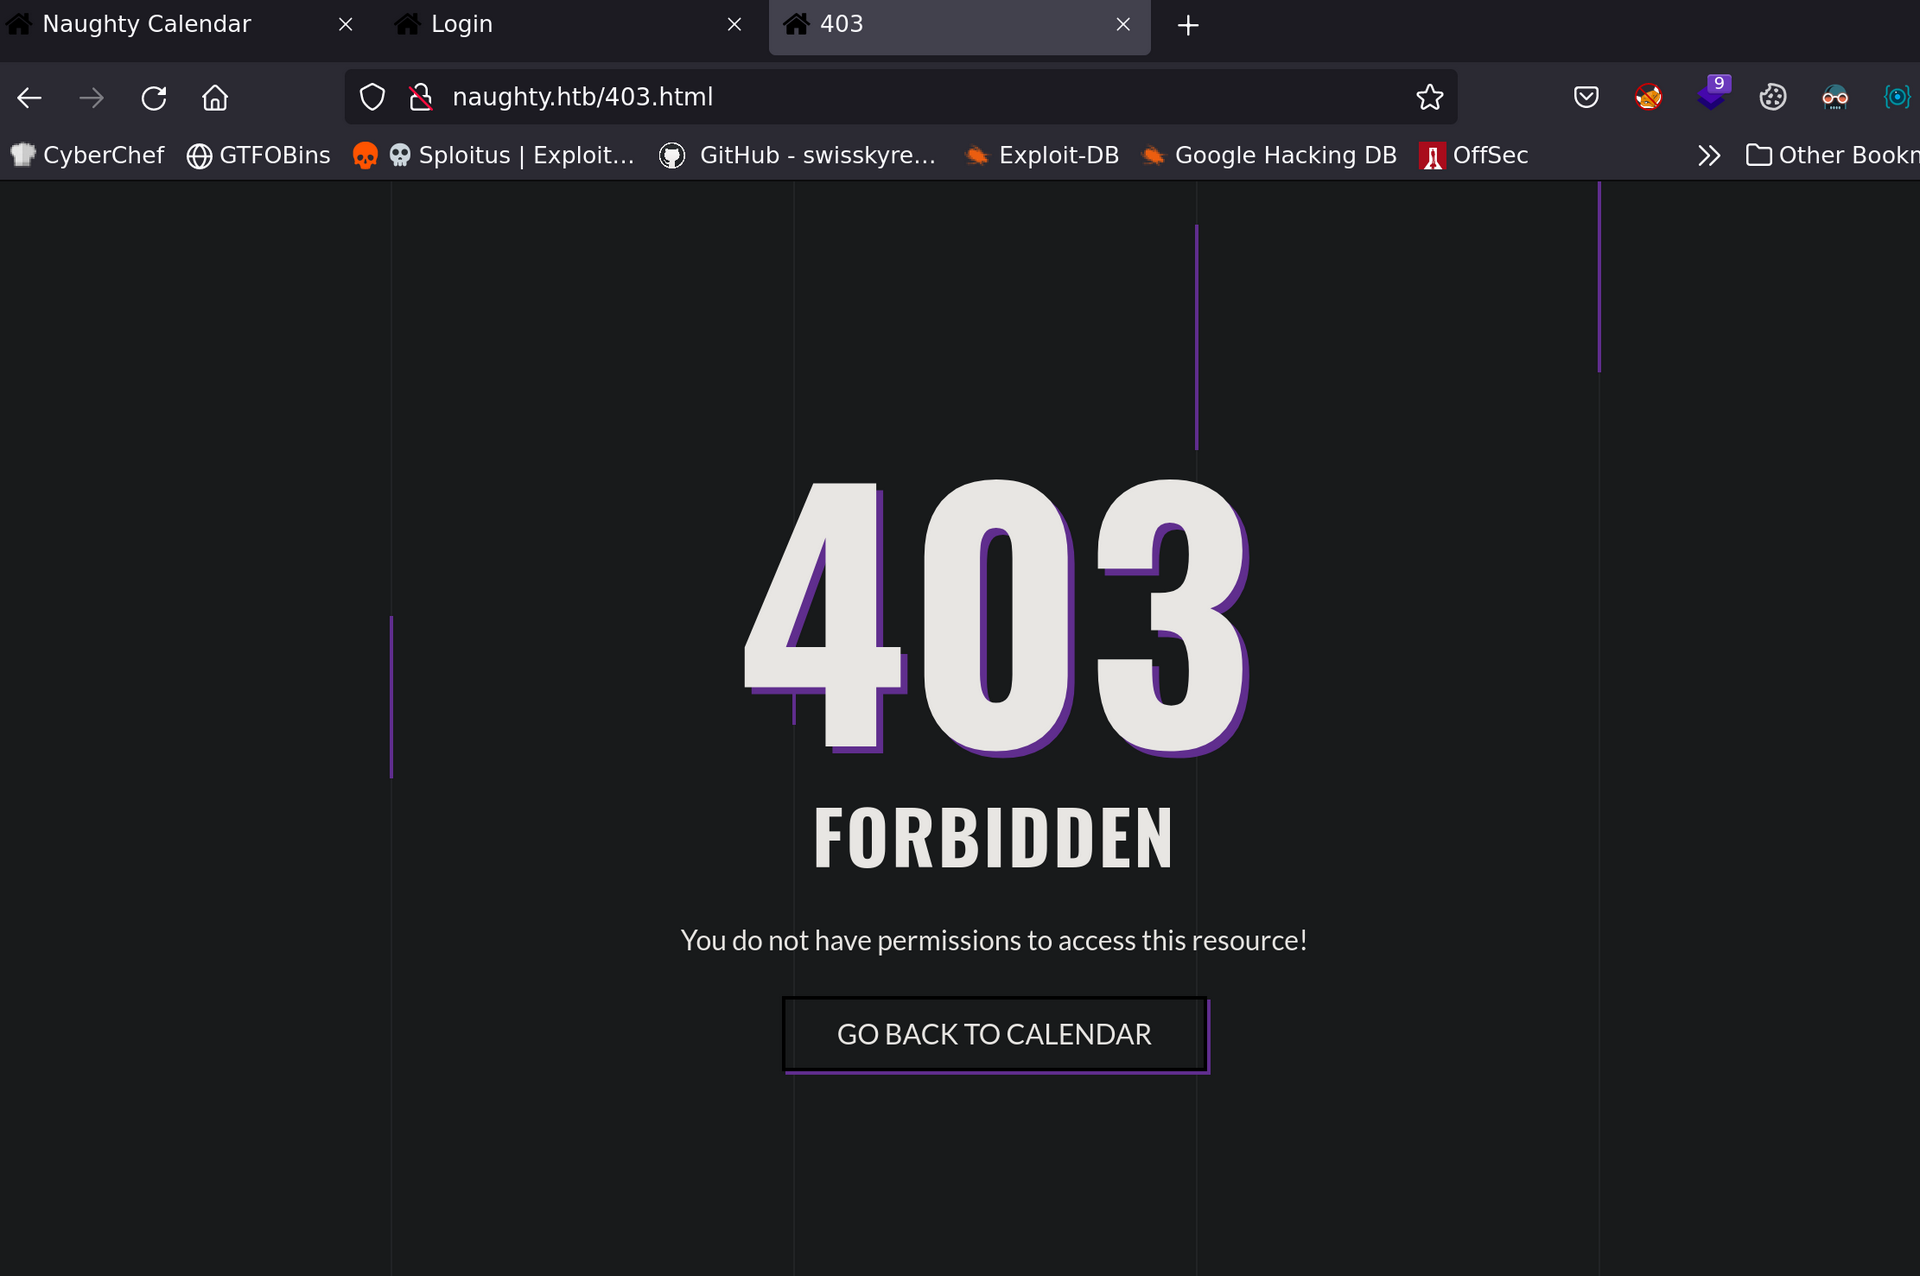 Naughty Calendar
Login
403
naughty.htb/403.html
9
CyberChef
GTFOBins
Sploitus | Exploit...
GitHub - swisskyre...
Exploit-DB
Google Hacking DB
OffSec
Other Bookn
403
FORBIDDEN
You do not have permissions to access this resource!
GO BACK TO CALENDAR